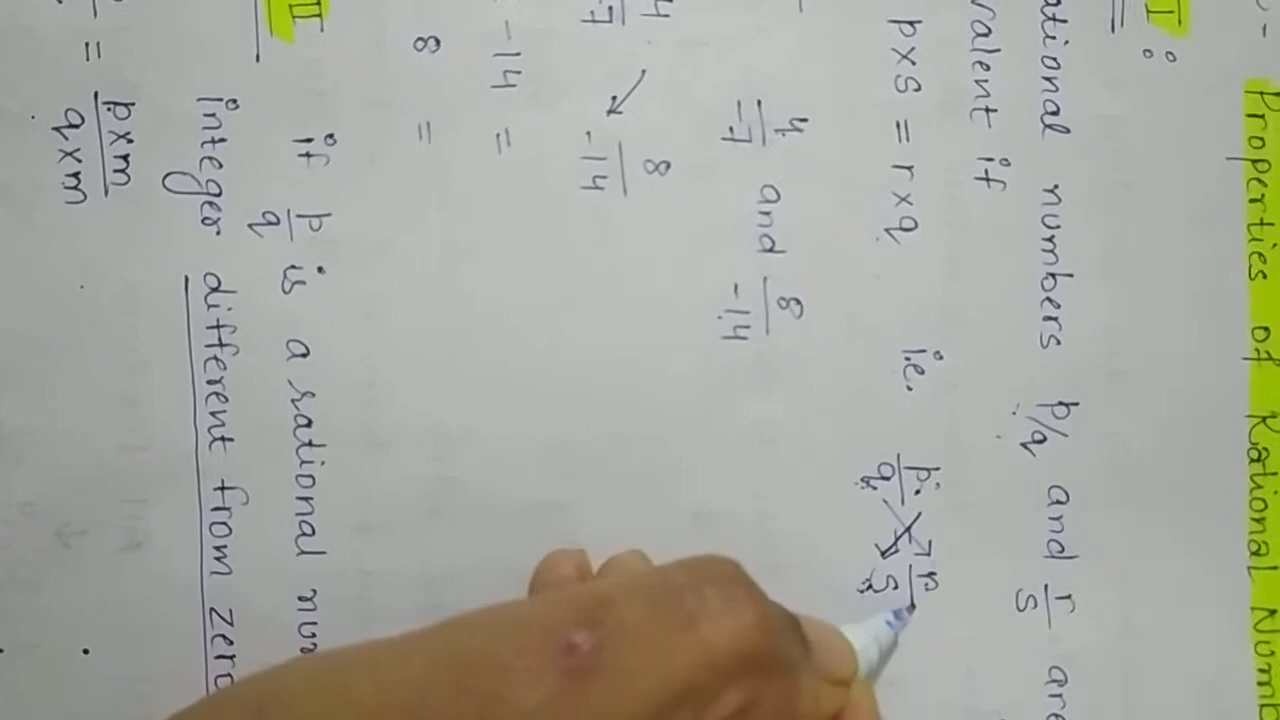 Properties of Rational Numb
I :
ational numbers p/q and r/s are
valent if
p x s = r x q i.e. p/q r/s
4/-7 and 8/-14
4/-7 → 8/-14
-14 =
8 =
II if p/q is a rational num
integer different from zero
= p x m / q x m